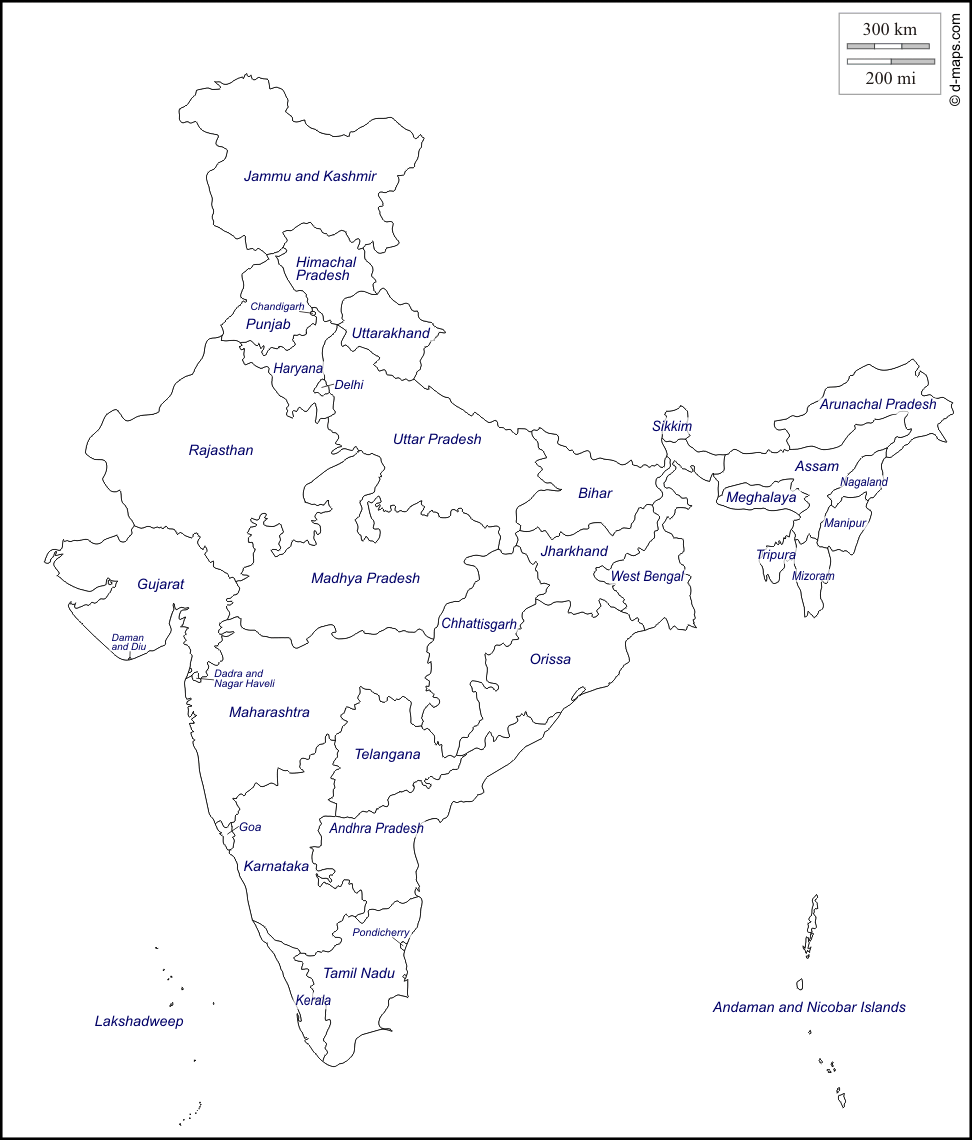 300 km
200 mi
© d-maps.com
Jammu and Kashmir
Himachal
Pradesh
Chandigarh
Punjab
Uttarakhand
Haryana
Delhi
Arunachal Pradesh
Sikkim
Uttar Pradesh
Rajasthan
Assam
Nagaland
Bihar
Meghalaya
Manipur
Jharkhand
Tripura
West Bengal
Mizoram
Madhya Pradesh
Gujarat
Chhattisgarh
Daman
and Diu
Orissa
Dadra and
Nagar Haveli
Maharashtra
Telangana
Goa
Andhra Pradesh
Karnataka
Pondicherry
Tamil Nadu
Kerala
Andaman and Nicobar Islands
Lakshadweep